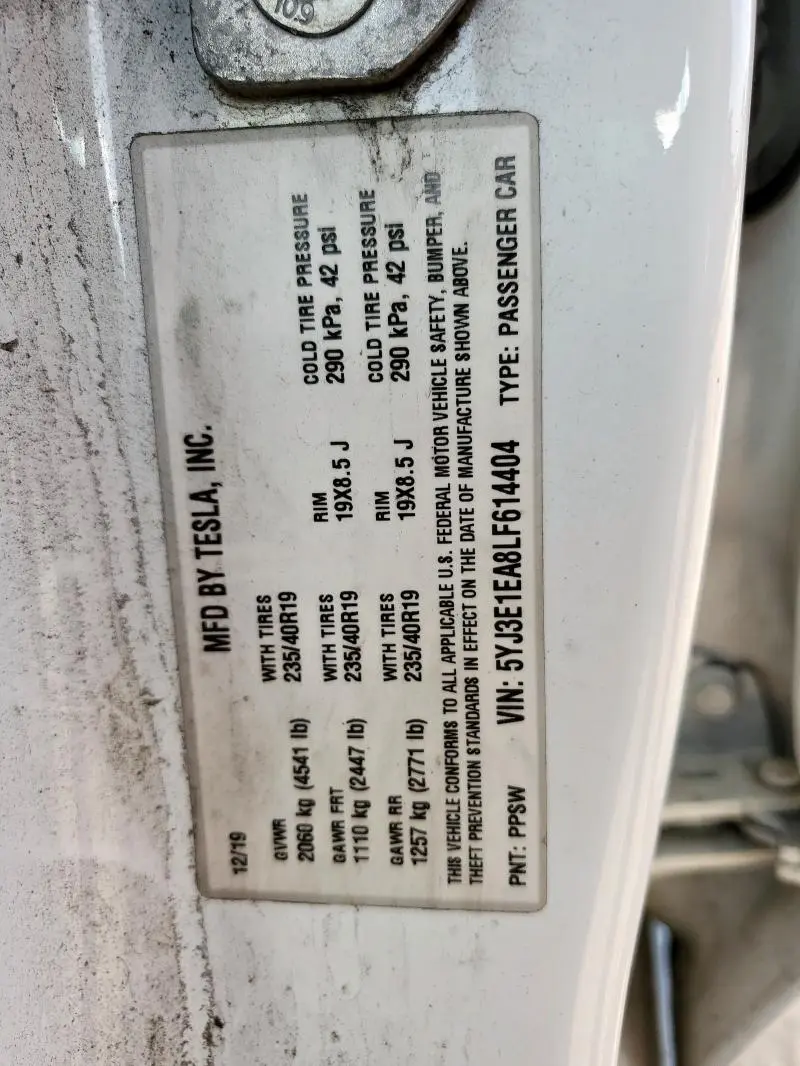 10.9
MFD BY TESLA, INC.
12/19
GVWR WITH TIRES
2060 kg (4541 lb) 235/40R19
GAWR FRT WITH TIRES RIM COLD TIRE PRESSURE
1110 kg (2447 lb) 235/40R19 19X8.5 J 290 kPa, 42 psi
GAWR RR WITH TIRES RIM COLD TIRE PRESSURE
1257 kg (2771 lb) 235/40R19 19X8.5 J 290 kPa, 42 psi
THIS VEHICLE CONFORMS TO ALL APPLICABLE U.S. FEDERAL MOTOR VEHICLE SAFETY, BUMPER, AND
THEFT PREVENTION STANDARDS IN EFFECT ON THE DATE OF MANUFACTURE SHOWN ABOVE.
PNT: PPSW VIN: 5YJ3E1EA8LF614404 TYPE: PASSENGER CAR